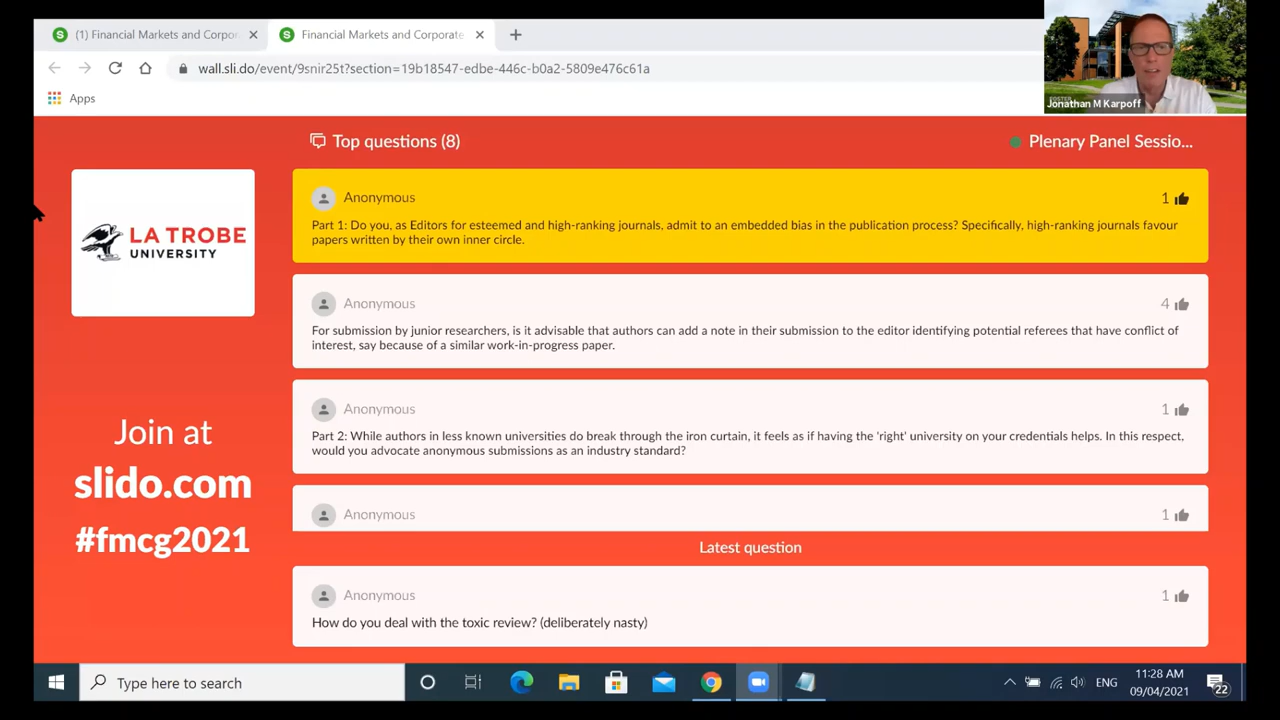 (1) Financial Markets and Corpor
Financial Markets and Corporate
wall.sli.do/event/9snir25t?section=19b18547-edbe-446c-b0a2-5809e476c61a
Apps
Jonathan M Karpoff
Top questions (8)
Plenary Panel Sessio...
LA TROBE
UNIVERSITY
Join at
slido.com
#fmcg2021
Anonymous
1
Part 1: Do you, as Editors for esteemed and high-ranking journals, admit to an embedded bias in the publication process? Specifically, high-ranking journals favour
papers written by their own inner circle.
Anonymous
4
For submission by junior researchers, is it advisable that authors can add a note in their submission to the editor identifying potential referees that have conflict of
interest, say because of a similar work-in-progress paper.
Anonymous
1
Part 2: While authors in less known universities do break through the iron curtain, it feels as if having the 'right' university on your credentials helps. In this respect,
would you advocate anonymous submissions as an industry standard?
Anonymous
1
Latest question
Anonymous
1
How do you deal with the toxic review? (deliberately nasty)
Type here to search
ENG
11:28 AM
09/04/2021
22